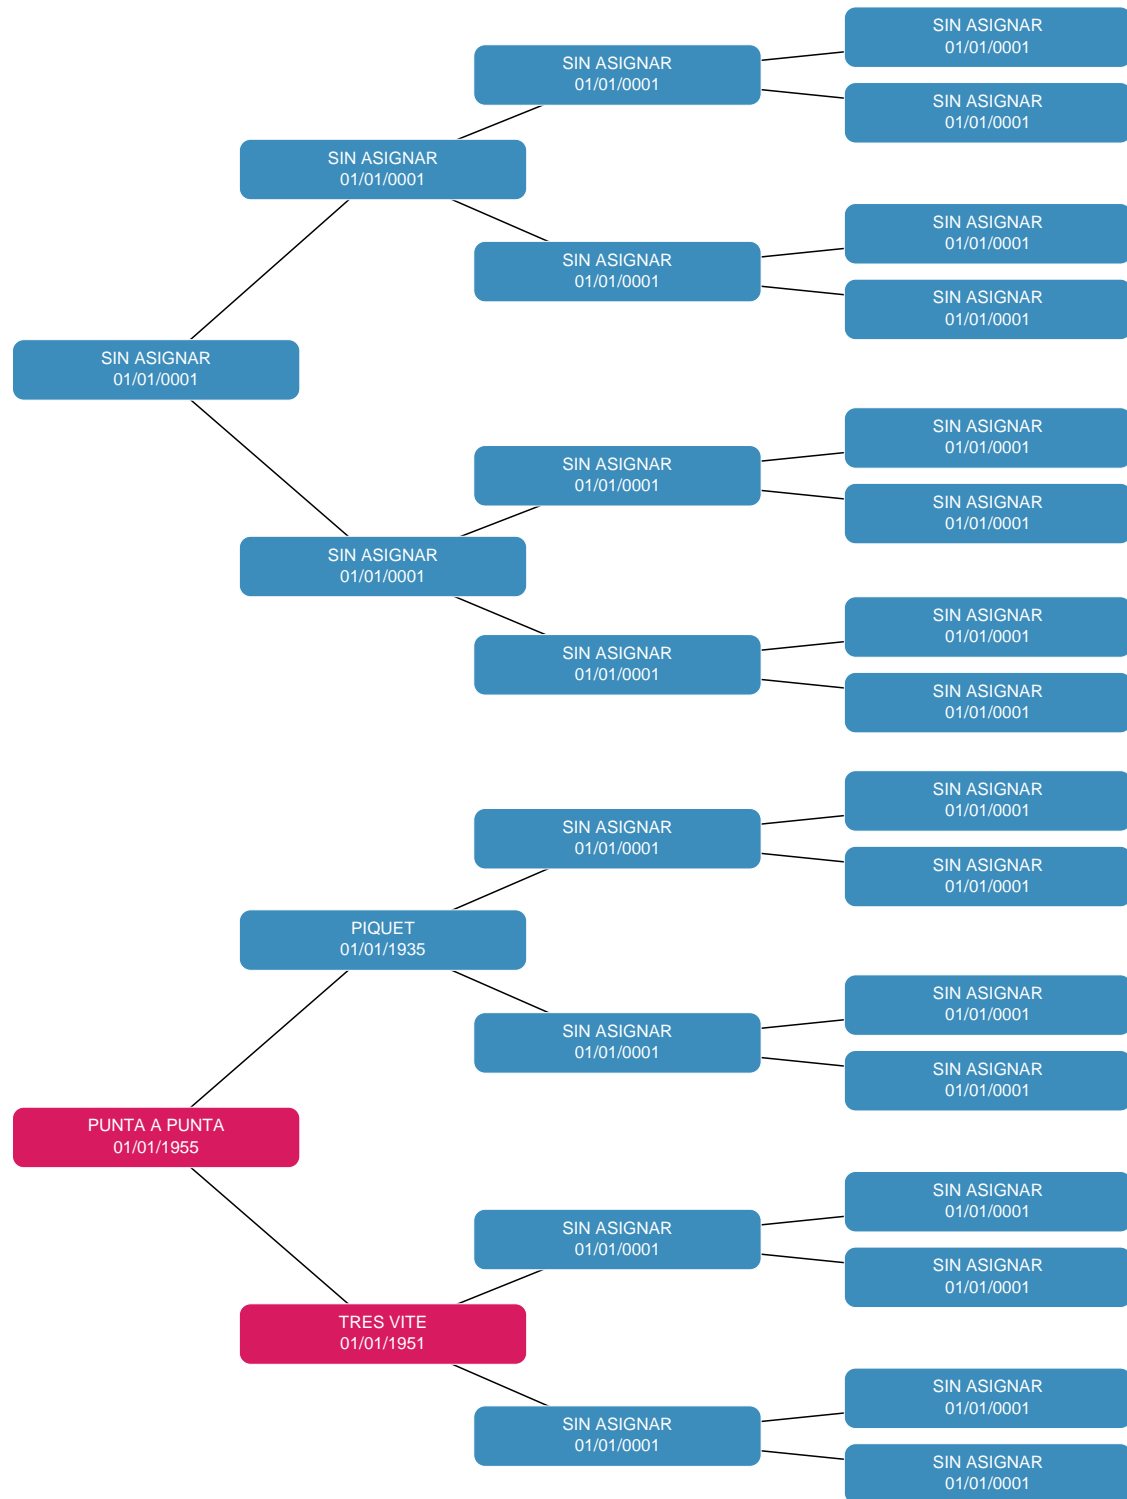 SIN ASIGNAR
01/01/0001
SIN ASIGNAR
01/01/0001
SIN ASIGNAR
01/01/0001
SIN ASIGNAR
01/01/0001
SIN ASIGNAR
01/01/0001
SIN ASIGNAR
01/01/0001
SIN ASIGNAR
01/01/0001
SIN ASIGNAR
01/01/0001
SIN ASIGNAR
01/01/0001
SIN ASIGNAR
01/01/0001
SIN ASIGNAR
01/01/0001
SIN ASIGNAR
01/01/0001
SIN ASIGNAR
01/01/0001
SIN ASIGNAR
01/01/0001
SIN ASIGNAR
01/01/0001
SIN ASIGNAR
01/01/0001
SIN ASIGNAR
01/01/0001
SIN ASIGNAR
01/01/0001
PIQUET
01/01/1935
SIN ASIGNAR
01/01/0001
SIN ASIGNAR
01/01/0001
SIN ASIGNAR
01/01/0001
PUNTA A PUNTA
01/01/1955
SIN ASIGNAR
01/01/0001
SIN ASIGNAR
01/01/0001
SIN ASIGNAR
01/01/0001
TRES VITE
01/01/1951
SIN ASIGNAR
01/01/0001
SIN ASIGNAR
01/01/0001
SIN ASIGNAR
01/01/0001